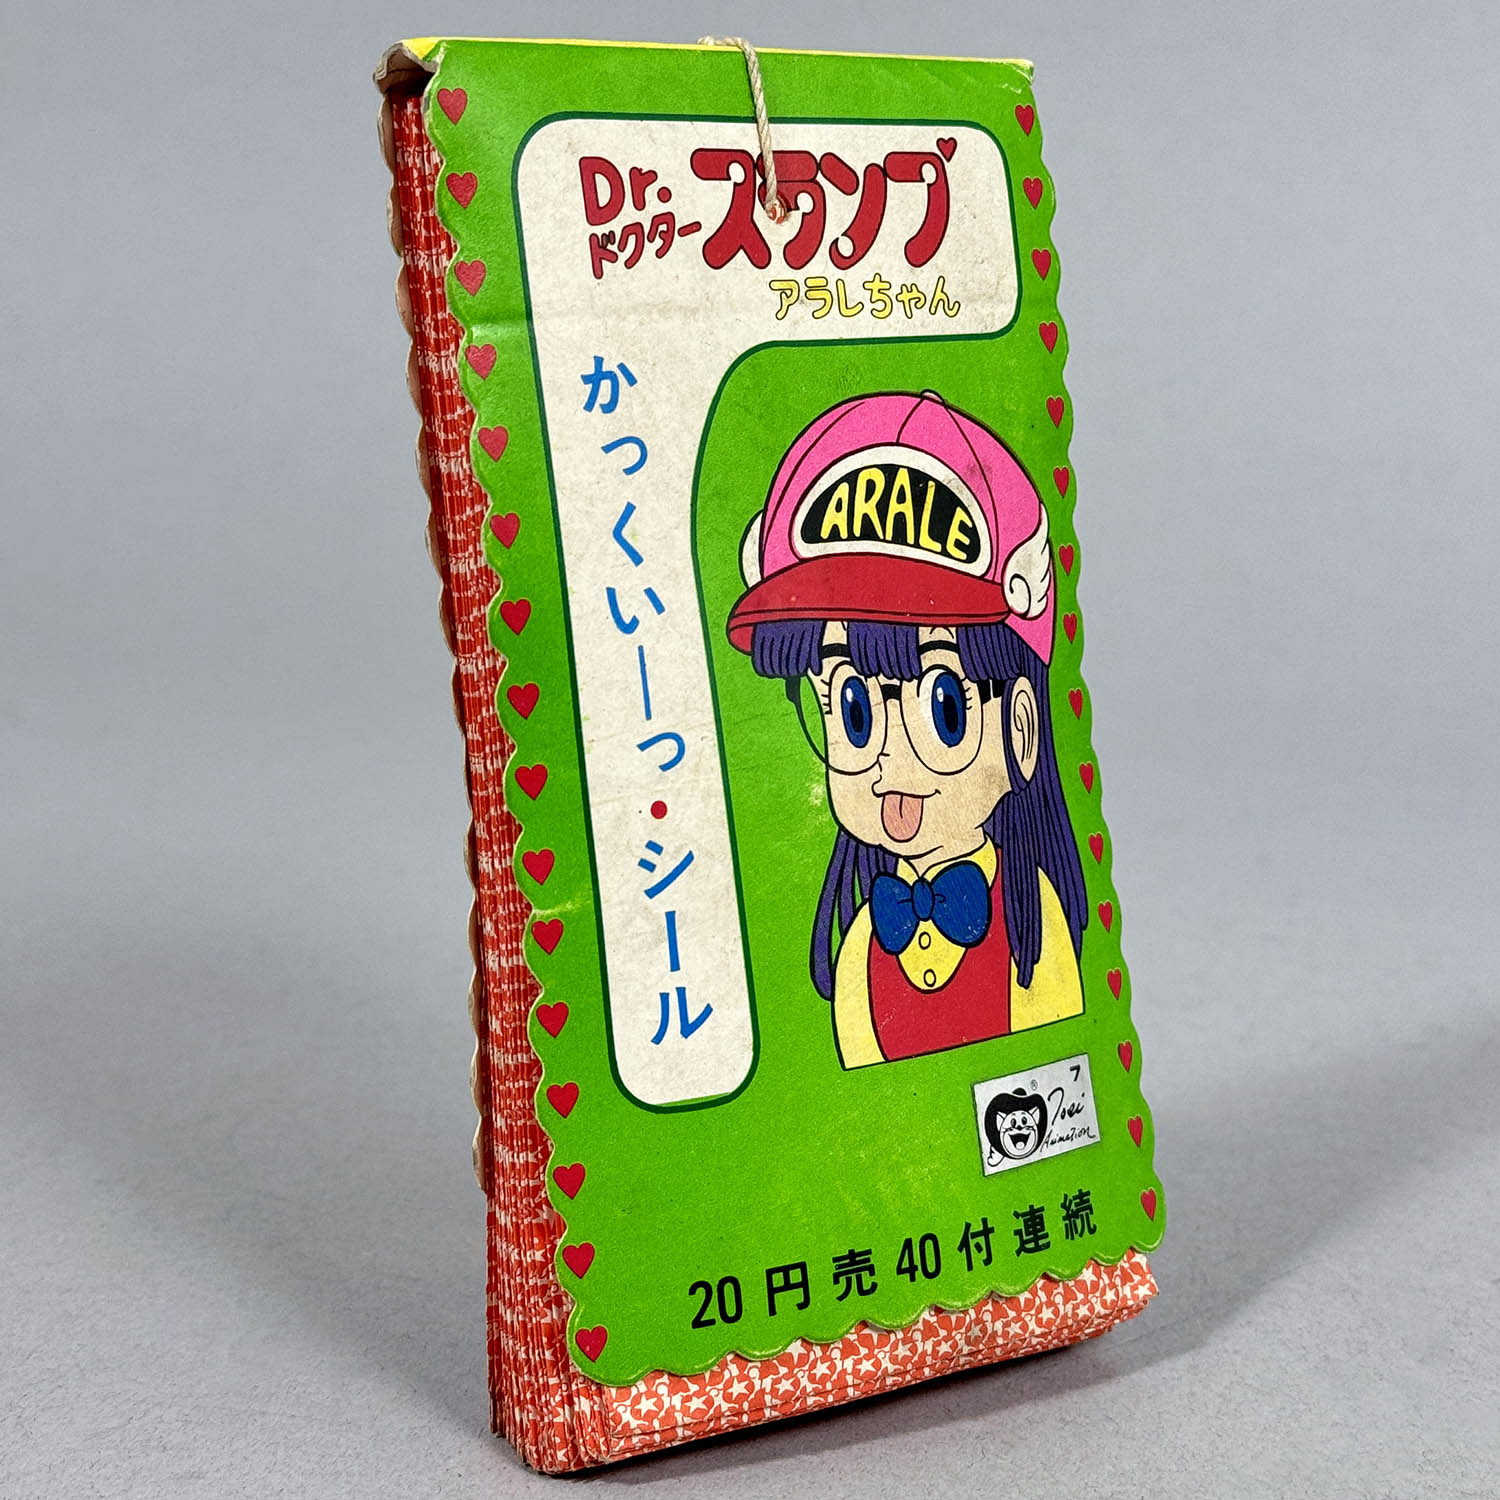 Dr.スランプ
ドクター
アラレちゃん
かっくいーっ・シール
ARALE
フ
®
Toei
Animation
20円売40付連続